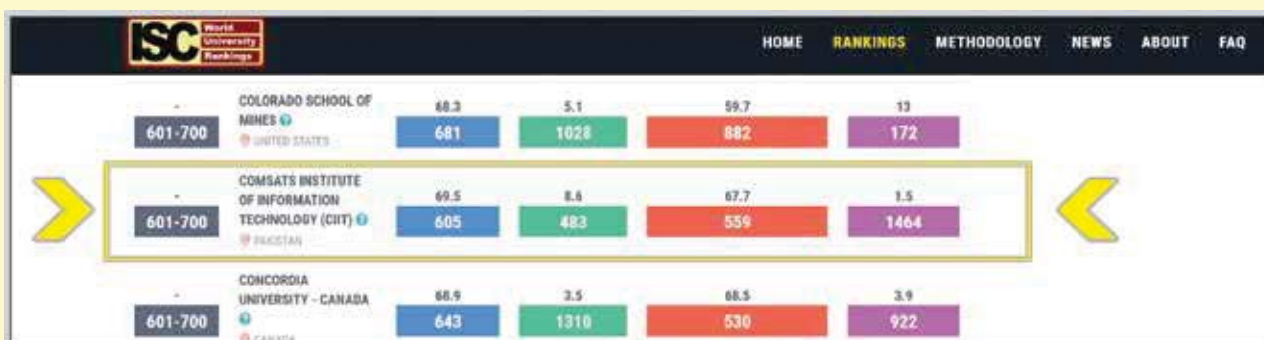 ISC World
University
Rankings
HOME RANKINGS METHODOLOGY NEWS ABOUT FAQ
- COLORADO SCHOOL OF 68.3 5.1 59.7 13
601-700 MINES 681 1028 882 172
UNITED STATES
- COMSATS INSTITUTE
OF INFORMATION 69.5 8.6 67.7 1.5
601-700 TECHNOLOGY (CIIT) 605 483 559 1464
PAKISTAN
CONCORDIA
- UNIVERSITY - CANADA 68.9 3.5 68.5 3.9
601-700 643 1310 530 922
CANADA